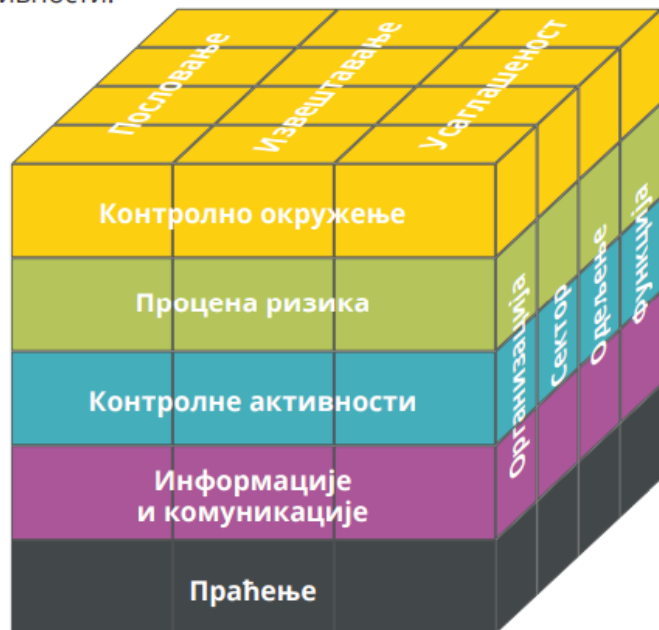 Пословање
Извештавање
Усаглашеност
Контролно окружење
Процена ризика
Контролне активности
Информације
и комуникације
Праћење
Организација
Сектор
Одељење
Функција